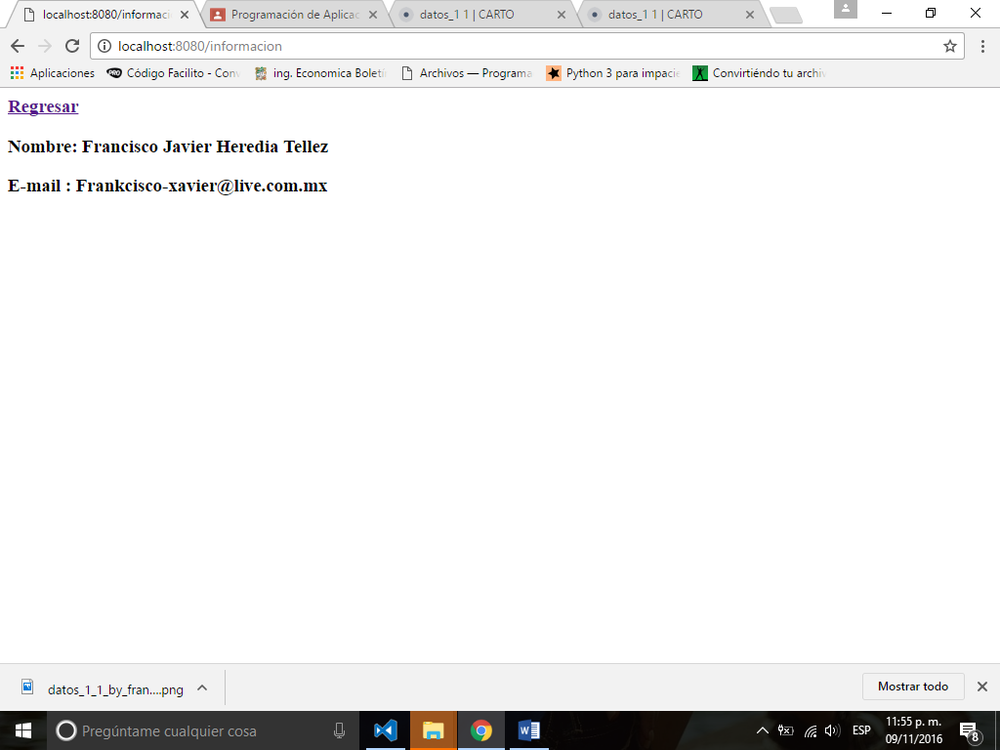 localhost:8080/informaci
Programación de Aplicac
datos_1 1 | CARTO
datos_1 1 | CARTO
localhost:8080/informacion
Aplicaciones
PRO
Código Facilito - Conv
ing. Economica Boletí
Archivos — Programa
Python 3 para impacie
Convirtiéndo tu archiv
Regresar
Nombre: Francisco Javier Heredia Tellez
E-mail : Frankcisco-xavier@live.com.mx
datos_1_1_by_fran....png
Mostrar todo
Pregúntame cualquier cosa
ESP
11:55 p. m.
09/11/2016
8